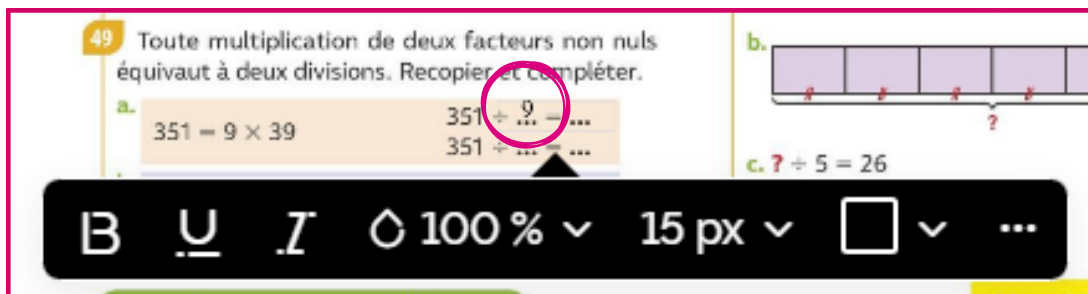 49 Toute multiplication de deux facteurs non nuls
équivaut à deux divisions. Recopier et compléter.
a.
351 = 9 × 39
351 ÷ 9 = ...
351 ÷ ... = ...
b.
?
c. ? ÷ 5 = 26
B U I 100 % 15 px ...